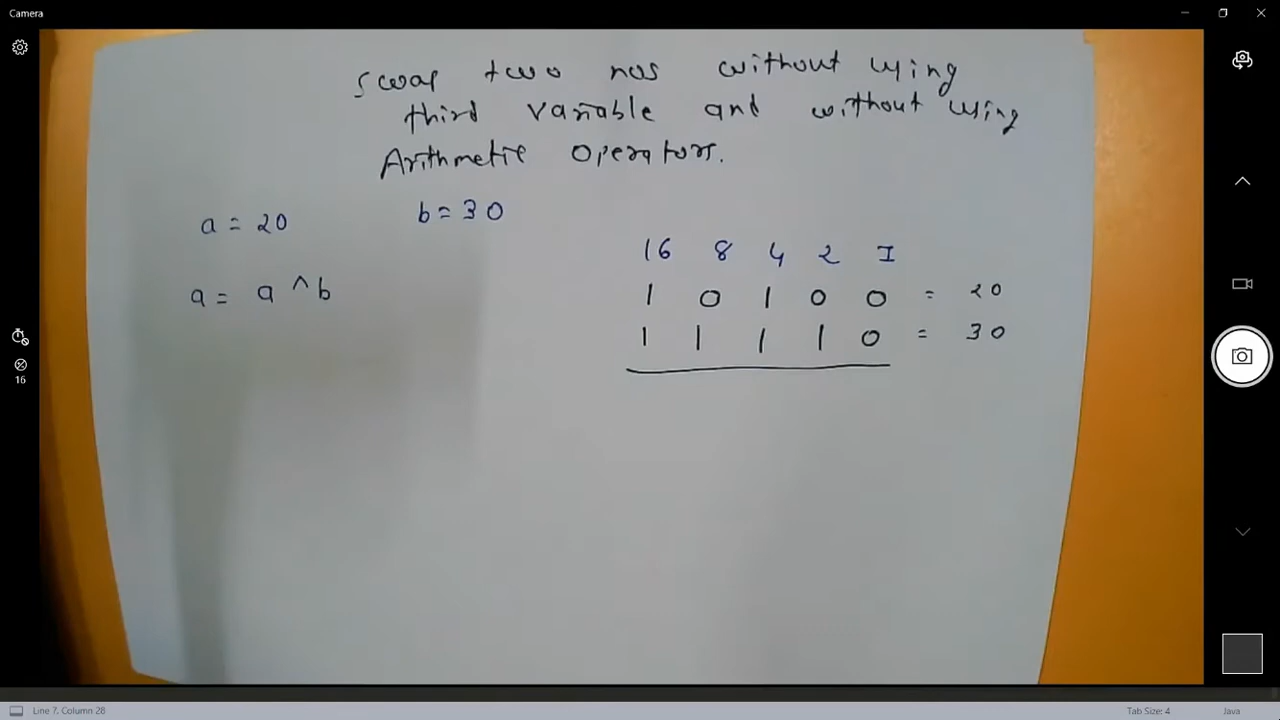 Camera
swap two nos without using
third variable and without using
Arithmetic Operators.
a = 20 b = 30
16 8 4 2 1
a = a ^ b
1 0 1 0 0 = 20
1 1 1 1 0 = 30
16
Line 7, Column 28 Tab Size: 4 Java